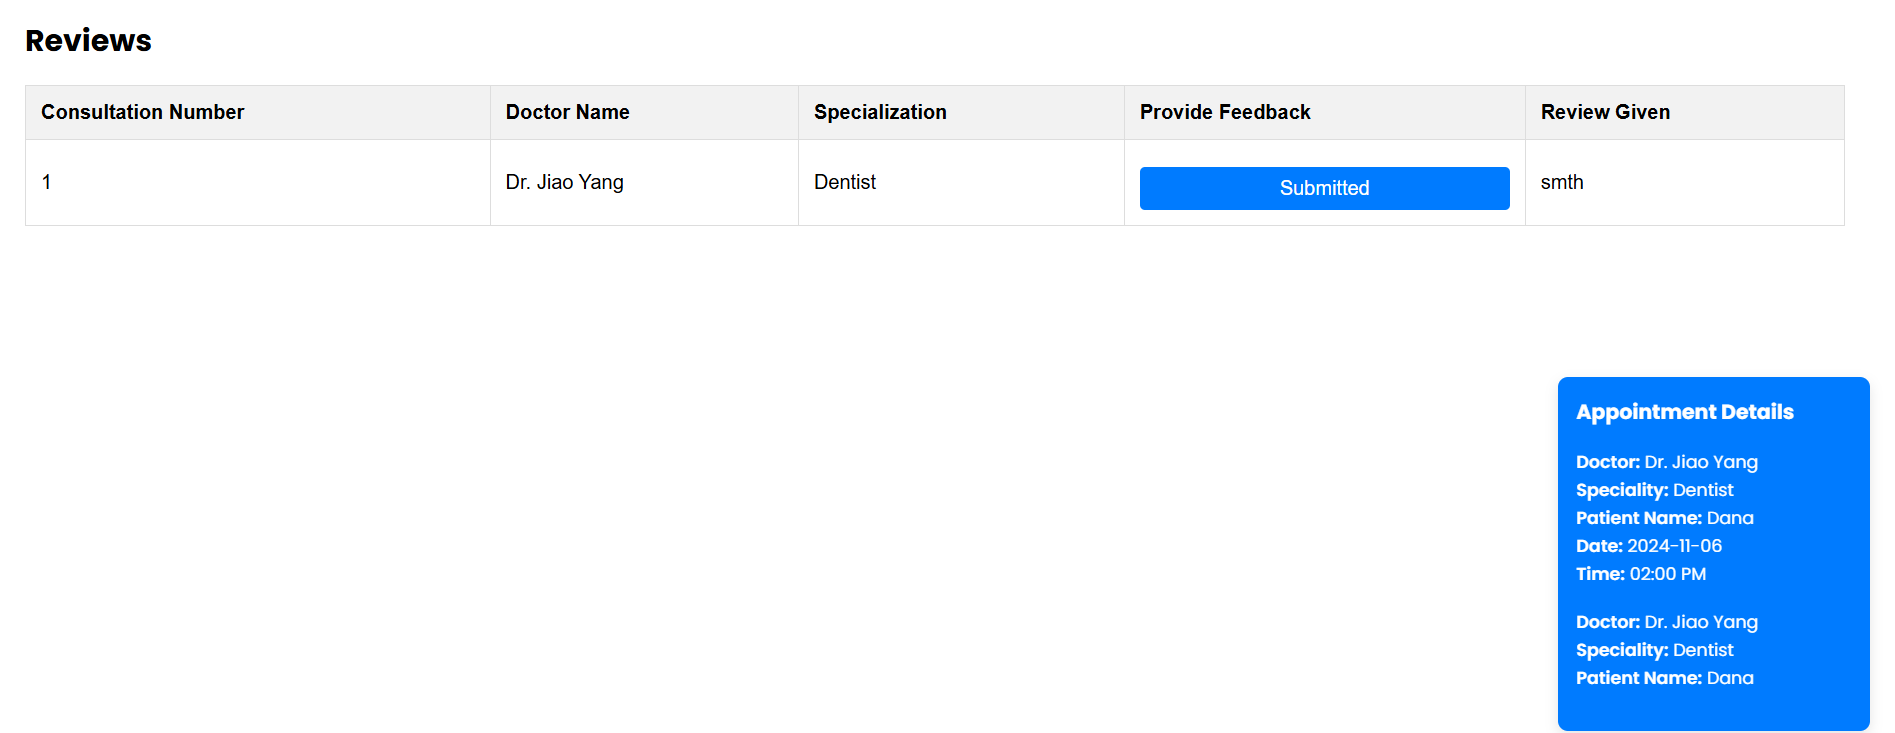 Reviews
Consultation Number Doctor Name Specialization Provide Feedback Review Given
1 Dr. Jiao Yang Dentist Submitted smth
Appointment Details
Doctor: Dr. Jiao Yang
Speciality: Dentist
Patient Name: Dana
Date: 2024-11-06
Time: 02:00 PM
Doctor: Dr. Jiao Yang
Speciality: Dentist
Patient Name: Dana